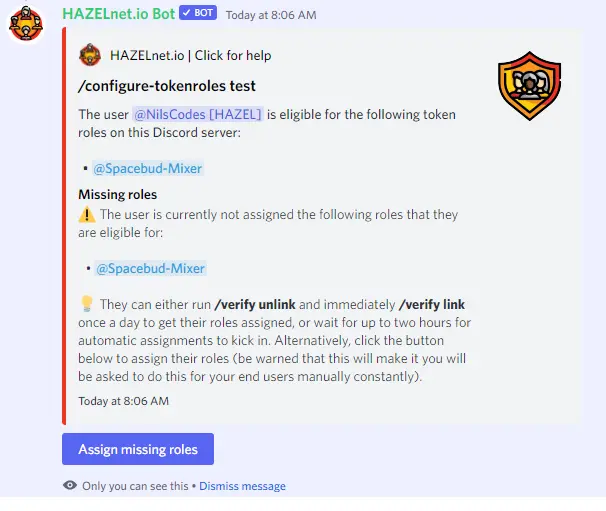 HAZELnet.io Bot ✓ BOT Today at 8:06 AM
HAZELnet.io | Click for help
/configure-tokenroles test
The user @NilsCodes [HAZEL] is eligible for the following token
roles on this Discord server:
• @Spacebud-Mixer
Missing roles
⚠️ The user is currently not assigned the following roles that they
are eligible for:
• @Spacebud-Mixer
💡 They can either run /verify unlink and immediately /verify link
once a day to get their roles assigned, or wait for up to two hours for
automatic assignments to kick in. Alternatively, click the button
below to assign their roles (be warned that this will make it you will
be asked to do this for your end users manually constantly).
Today at 8:06 AM
Assign missing roles
Only you can see this • Dismiss message